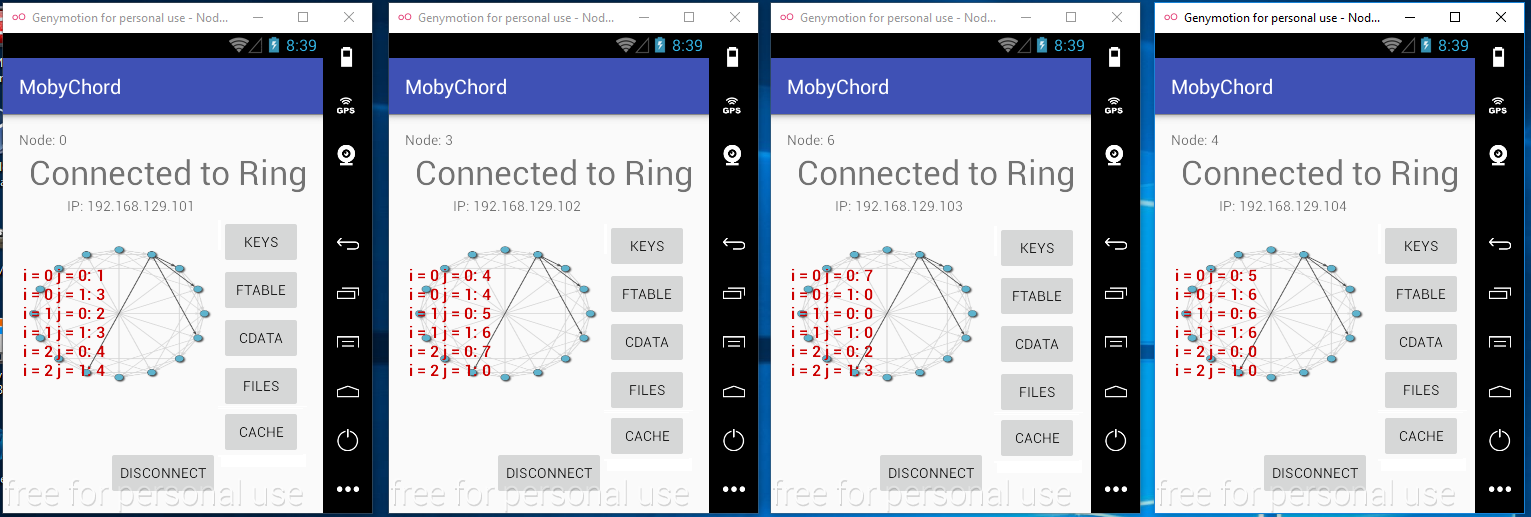 Genymotion for personal use - Nod...
8:39
GPS
MobyChord
Node: 0
Connected to Ring
IP: 192.168.129.101
i = 0 j = 0: 1
i = 0 j = 1: 3
i = 1 j = 0: 2
i = 1 j = 1: 3
i = 2 j = 0: 4
i = 2 j = 1: 4
KEYS
FTABLE
CDATA
FILES
CACHE
DISCONNECT
free for personal use
Genymotion for personal use - Nod...
8:39
GPS
MobyChord
Node: 3
Connected to Ring
IP: 192.168.129.102
i = 0 j = 0: 4
i = 0 j = 1: 4
i = 1 j = 0: 5
i = 1 j = 1: 6
i = 2 j = 0: 7
i = 2 j = 1: 0
KEYS
FTABLE
CDATA
FILES
CACHE
DISCONNECT
free for personal use
Genymotion for personal use - Nod...
8:39
GPS
MobyChord
Node: 6
Connected to Ring
IP: 192.168.129.103
i = 0 j = 0: 7
i = 0 j = 1: 0
i = 1 j = 0: 0
i = 1 j = 1: 0
i = 2 j = 0: 2
i = 2 j = 1: 3
KEYS
FTABLE
CDATA
FILES
CACHE
DISCONNECT
free for personal use
Genymotion for personal use - Nod...
8:39
GPS
MobyChord
Node: 4
Connected to Ring
IP: 192.168.129.104
i = 0 j = 0: 5
i = 0 j = 1: 6
i = 1 j = 0: 6
i = 1 j = 1: 6
i = 2 j = 0: 0
i = 2 j = 1: 0
KEYS
FTABLE
CDATA
FILES
CACHE
DISCONNECT
free for personal use